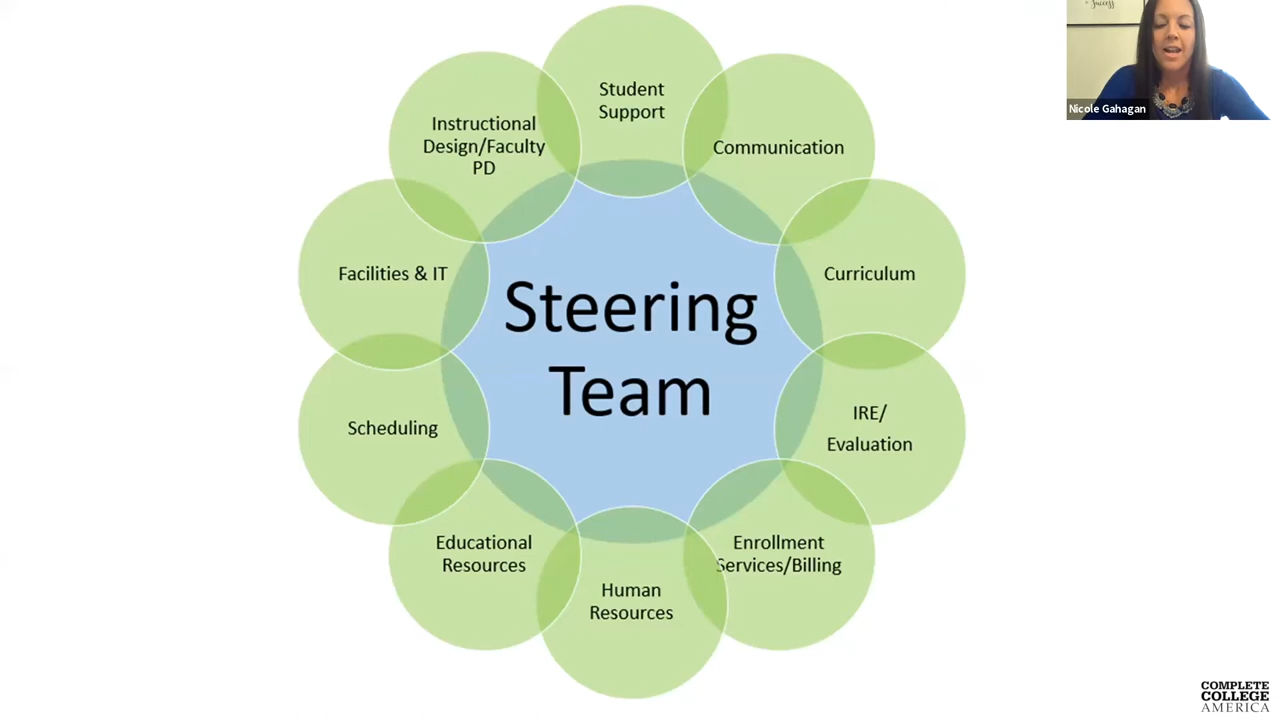 Success
Nicole Gahagan
Student
Support
Communication
Curriculum
IRE/
Evaluation
Enrollment
Services/Billing
Human
Resources
Educational
Resources
Scheduling
Facilities & IT
Instructional
Design/Faculty
PD
Steering
Team
COMPLETE
COLLEGE
AMERICA